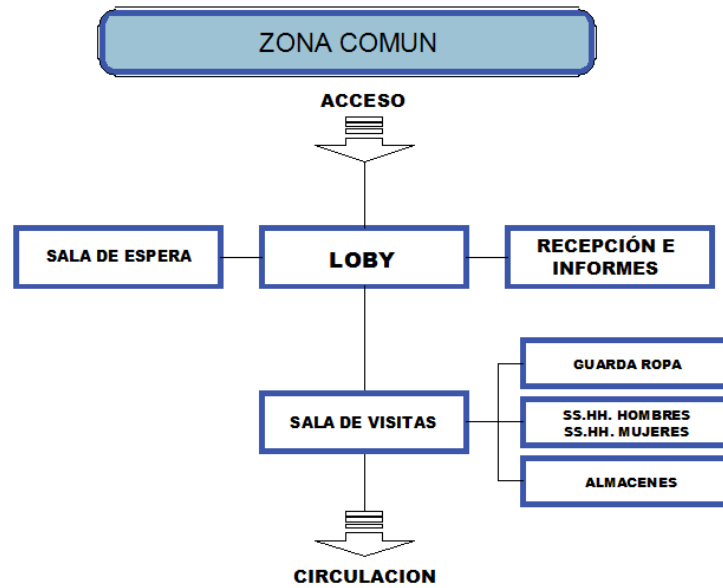 ZONA COMUN
ACCESO
SALA DE ESPERA
LOBY
RECEPCIÓN E
INFORMES
GUARDA ROPA
SALA DE VISITAS
SS.HH. HOMBRES
SS.HH. MUJERES
ALMACENES
CIRCULACION